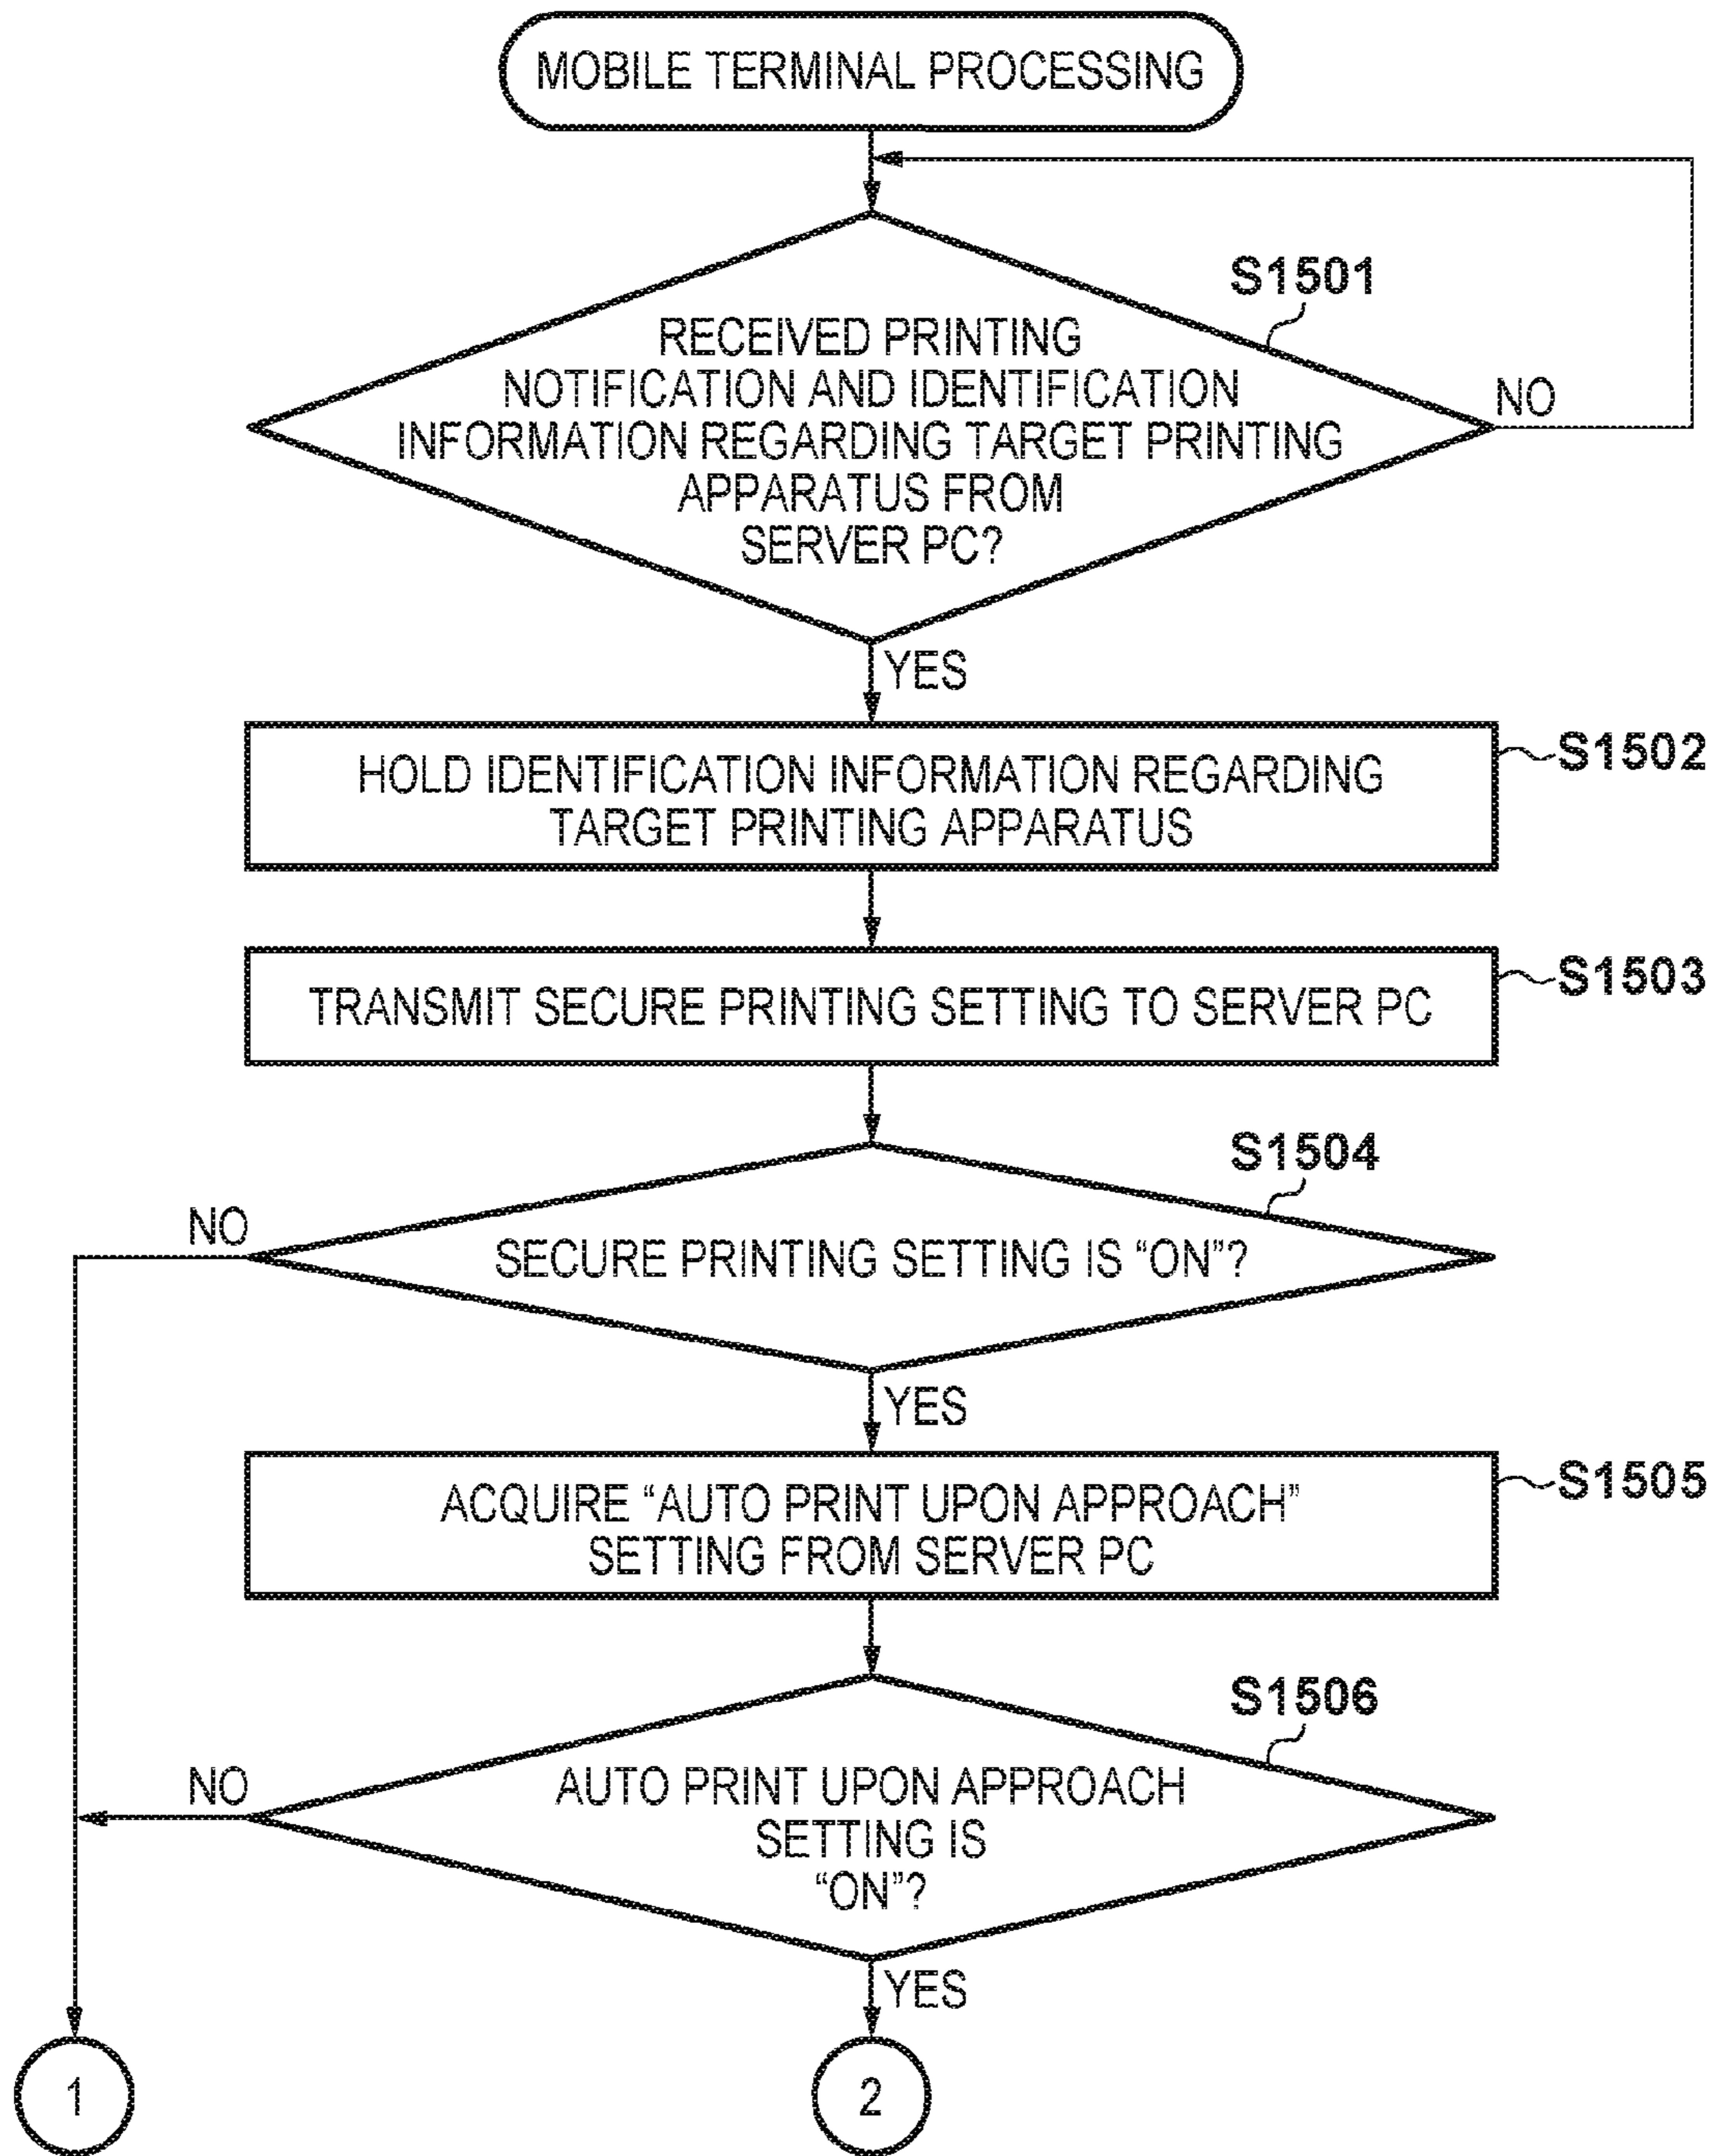 MOBILE TERMINAL PROCESSING
S1501
RECEIVED PRINTING
NOTIFICATION AND IDENTIFICATION
INFORMATION REGARDING TARGET PRINTING
APPARATUS FROM
SERVER PC?
NO
YES
HOLD IDENTIFICATION INFORMATION REGARDING
TARGET PRINTING APPARATUS
S1502
TRANSMIT SECURE PRINTING SETTING TO SERVER PC
S1503
S1504
NO
SECURE PRINTING SETTING IS “ON”?
YES
ACQUIRE “AUTO PRINT UPON APPROACH”
SETTING FROM SERVER PC
S1505
S1506
NO
AUTO PRINT UPON APPROACH
SETTING IS
“ON”?
YES
1
2